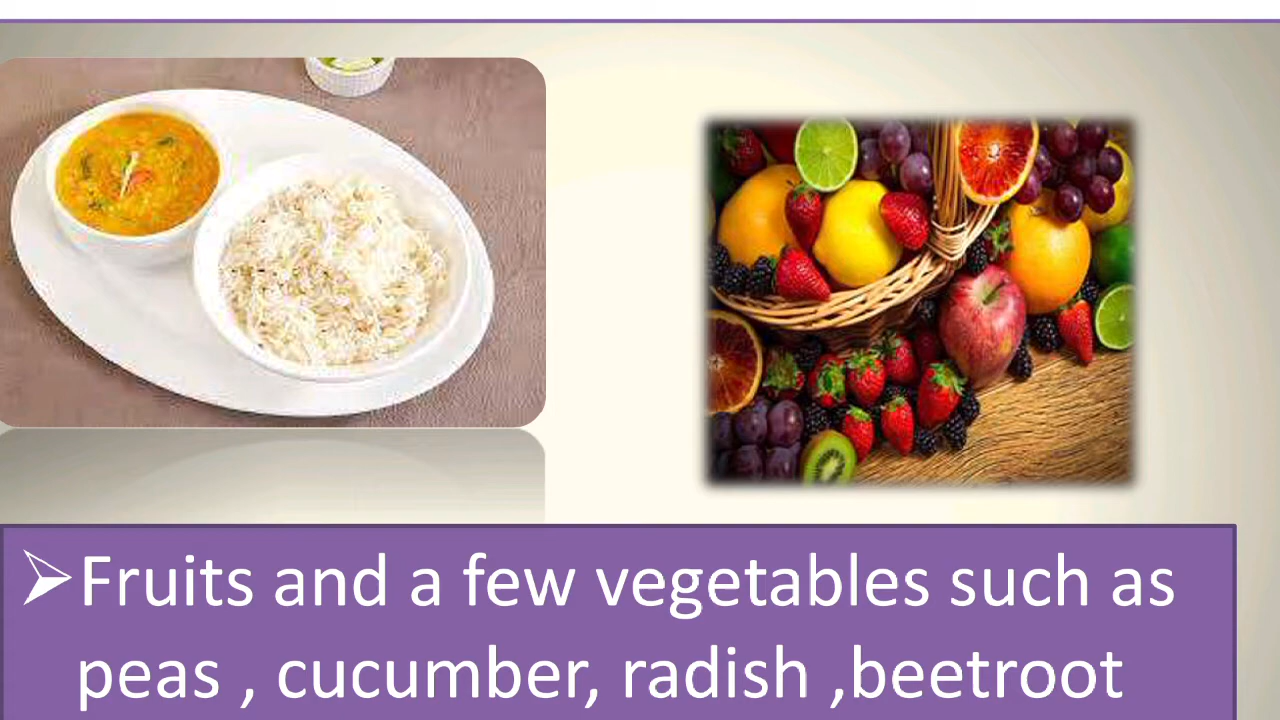 ➢Fruits and a few vegetables such as
peas , cucumber, radish ,beetroot